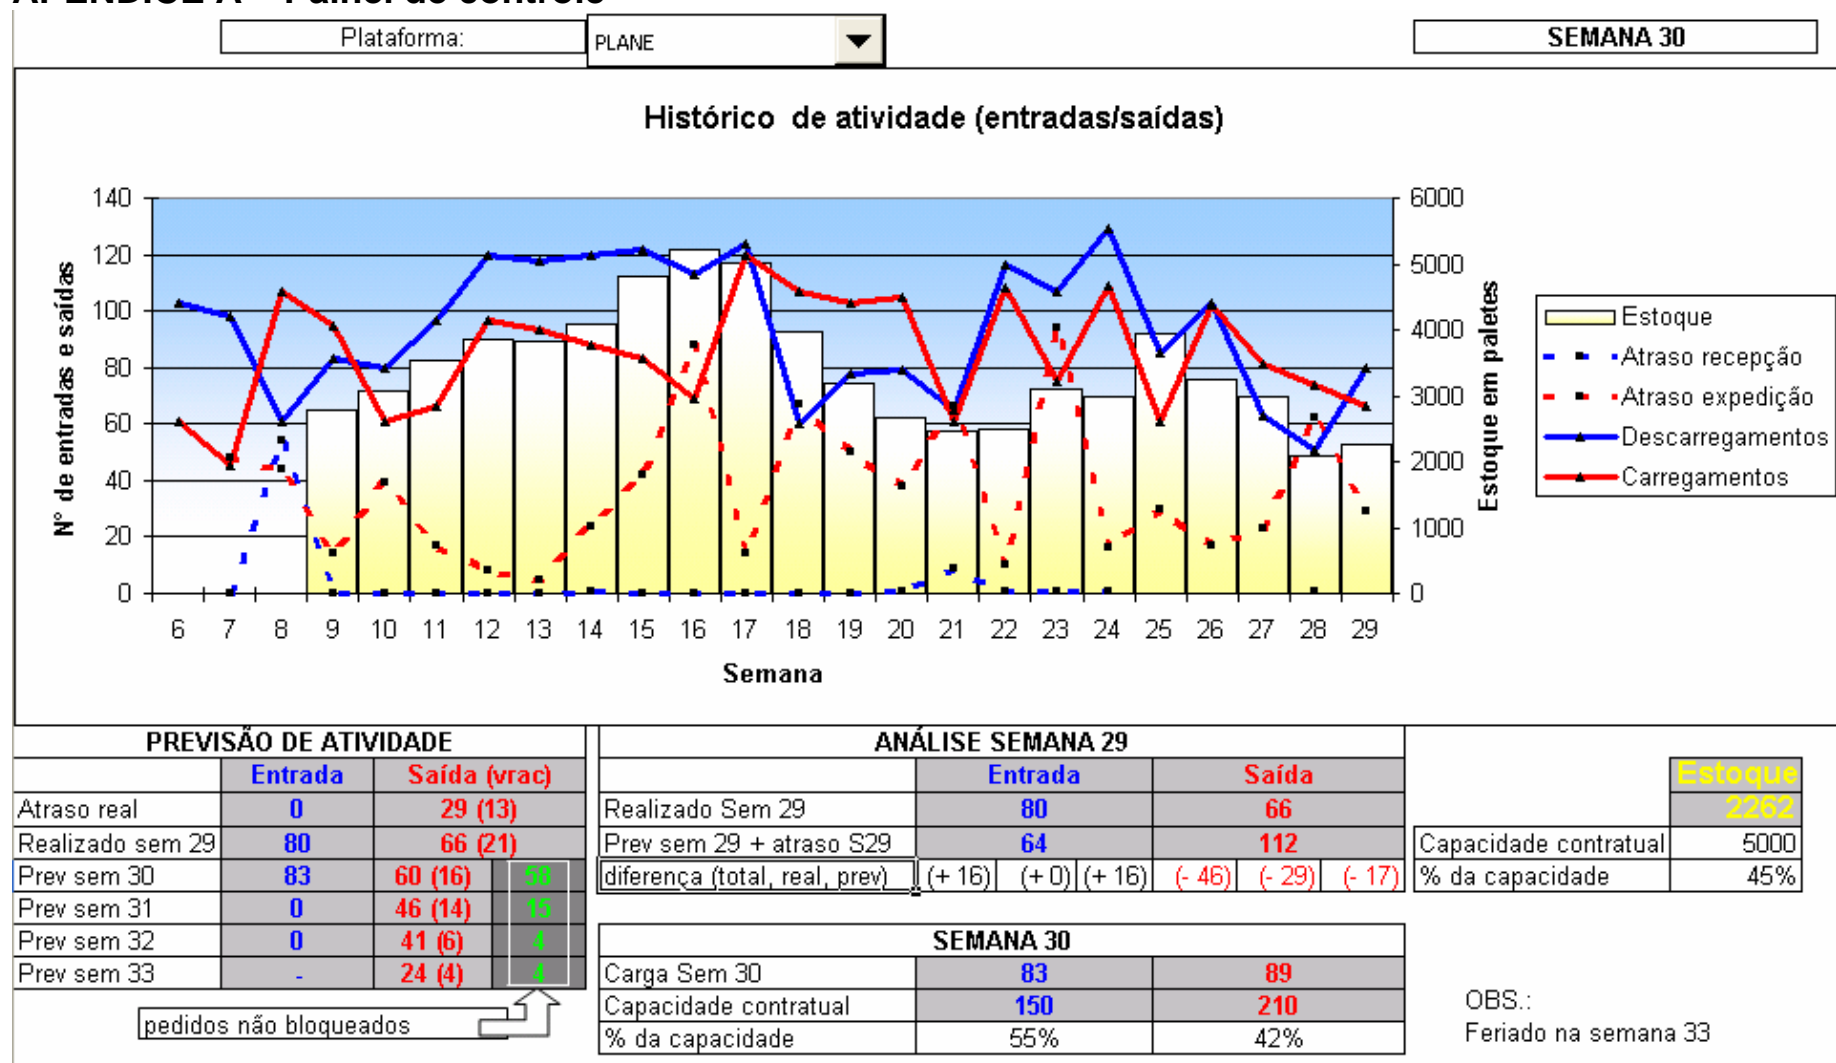 APÊNDICE A – Painel de controle
Plataforma: PLANE SEMANA 30
Histórico de atividade (entradas/saídas)
N° de entradas e saídas
140
120
100
80
60
40
20
0
6000
5000
4000
3000
2000
1000
0
Estoque em paletes
Estoque
Atraso recepção
Atraso expedição
Descarregamentos
Carregamentos
6 7 8 9 10 11 12 13 14 15 16 17 18 19 20 21 22 23 24 25 26 27 28 29
Semana
PREVISÃO DE ATIVIDADE
Entrada Saída (vrac)
Atraso real 0 29 (13)
Realizado sem 29 80 66 (21)
Prev sem 30 83 60 (16) 58
Prev sem 31 0 46 (14) 15
Prev sem 32 0 41 (6) 4
Prev sem 33 - 24 (4) 4
pedidos não bloqueados
ANÁLISE SEMANA 29
Entrada Saída
Realizado Sem 29 80 66
Prev sem 29 + atraso S29 64 112
diferença (total, real, prev) (+ 16) (+ 0) (+ 16) (- 46) (- 29) (- 17)
SEMANA 30
Carga Sem 30 83 89
Capacidade contratual 150 210
% da capacidade 55% 42%
Estoque
2262
Capacidade contratual 5000
% da capacidade 45%
OBS.:
Feriado na semana 33